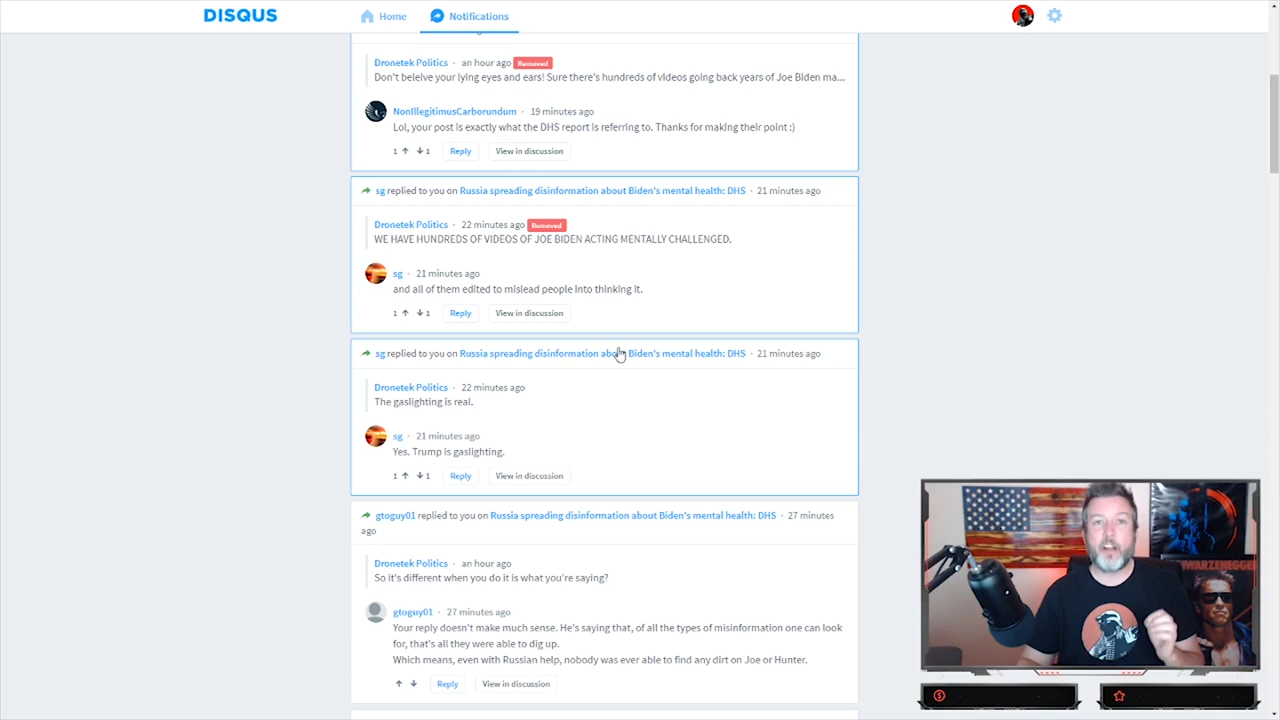 DISQUS
Home
Notifications
Dronetek Politics · an hour ago Removed
Don't beleive your lying eyes and ears! Sure there's hundreds of videos going back years of Joe Biden ma...
NonIllegitimusCarborundum · 19 minutes ago
Lol, your post is exactly what the DHS report is referring to. Thanks for making their point :)
1 1 Reply View in discussion
sg replied to you on Russia spreading disinformation about Biden's mental health: DHS · 21 minutes ago
Dronetek Politics · 22 minutes ago Removed
WE HAVE HUNDREDS OF VIDEOS OF JOE BIDEN ACTING MENTALLY CHALLENGED.
sg · 21 minutes ago
and all of them edited to mislead people into thinking it.
1 1 Reply View in discussion
sg replied to you on Russia spreading disinformation about Biden's mental health: DHS · 21 minutes ago
Dronetek Politics · 22 minutes ago
The gaslighting is real.
sg · 21 minutes ago
Yes. Trump is gaslighting.
1 1 Reply View in discussion
gtoguy01 replied to you on Russia spreading disinformation about Biden's mental health: DHS · 27 minutes
ago
Dronetek Politics · an hour ago
So it's different when you do it is what you're saying?
gtoguy01 · 27 minutes ago
Your reply doesn't make much sense. He's saying that, of all the types of misinformation one can look
for, that's all they were able to dig up.
Which means, even with Russian help, nobody was ever able to find any dirt on Joe or Hunter.
Reply View in discussion
WARZENEGGER